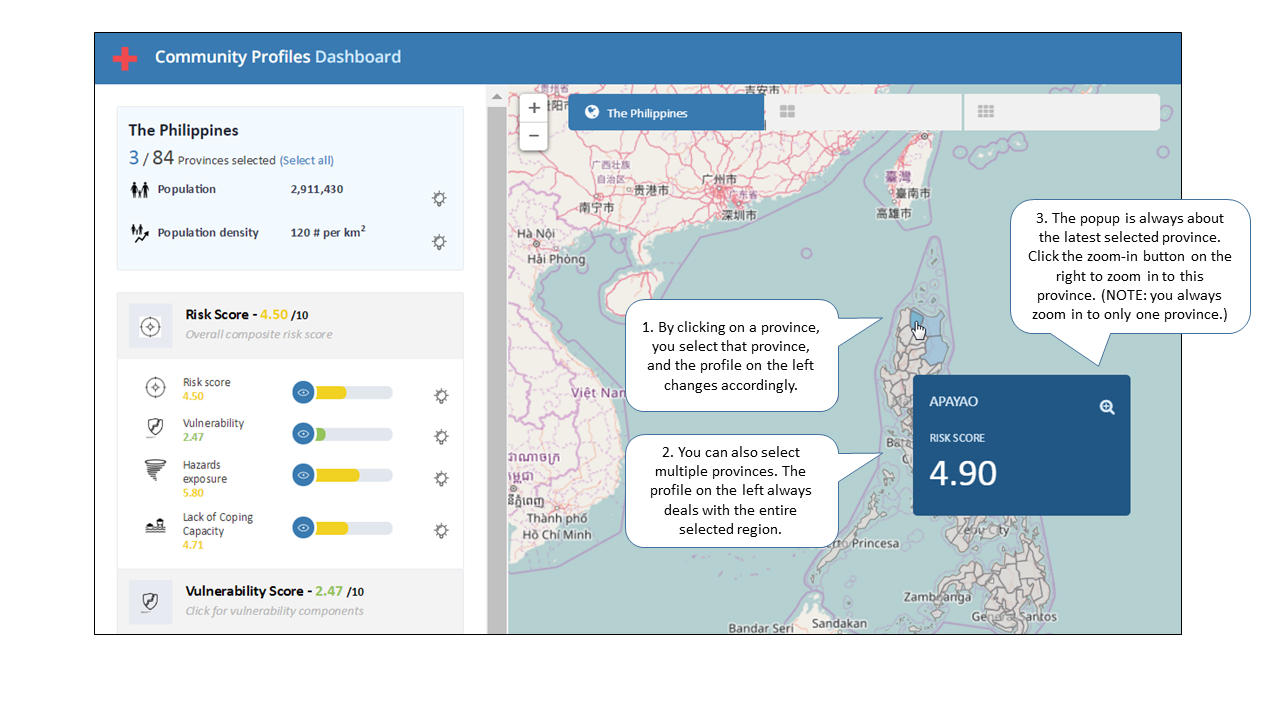 Community Profiles Dashboard
The Philippines
3 / 84 Provinces selected (Select all)
Population 2,911,430
Population density 120 # per km²
Risk Score - 4.50 /10
Overall composite risk score
Risk score
4.50
Vulnerability
2.47
Hazards
exposure
5.80
Lack of Coping
Capacity
4.71
Vulnerability Score - 2.47 /10
Click for vulnerability components
+
−
The Philippines
吉安市
广西壮族
自治区
贵港市
南宁市
广州市
广东省
深圳市
臺灣
臺南市
高雄市
Hà Nội
Hải Phòng
Việt Nam
Thành phố
Hồ Chí Minh
Princesa
Zamb anga
Gene Santos
Bandar Seri
Sandakan
1. By clicking on a province,
you select that province,
and the profile on the left
changes accordingly.
2. You can also select
multiple provinces. The
profile on the left always
deals with the entire
selected region.
3. The popup is always about
the latest selected province.
Click the zoom-in button on the
right to zoom in to this
province. (NOTE: you always
zoom in to only one province.)
APAYAO
RISK SCORE
4.90